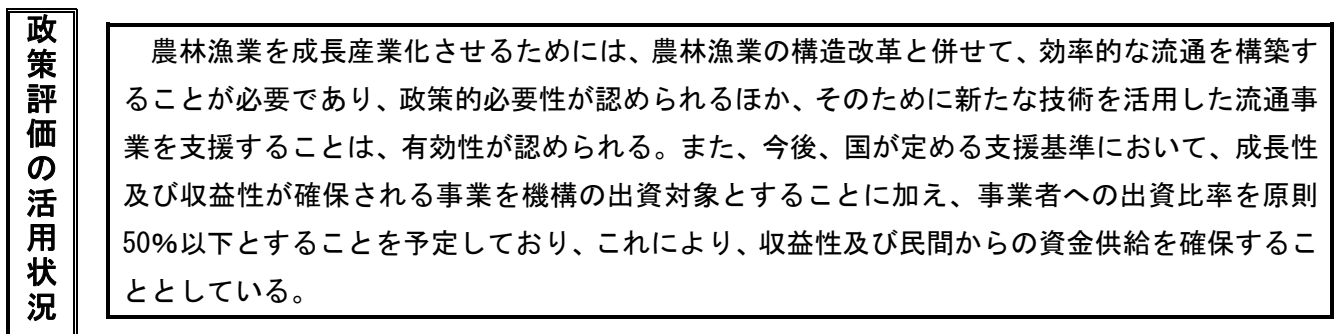 政策評価の活用状況
農林漁業を成長産業化させるためには、農林漁業の構造改革と併せて、効率的な流通を構築す
ることが必要であり、政策的必要性が認められるほか、そのために新たな技術を活用した流通事
業を支援することは、有効性が認められる。また、今後、国が定める支援基準において、成長性
及び収益性が確保される事業を機構の出資対象とすることに加え、事業者への出資比率を原則
50%以下とすることを予定しており、これにより、収益性及び民間からの資金供給を確保するこ
ととしている。